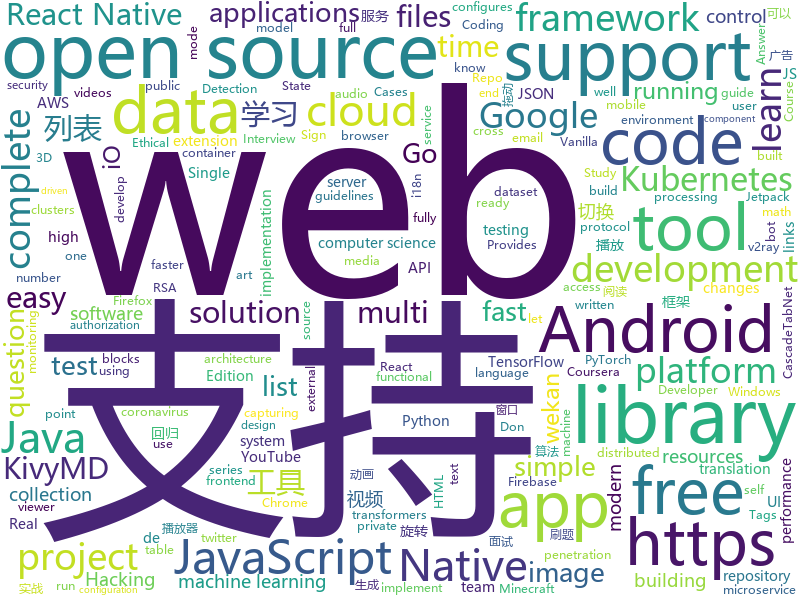 React Native
applications
服务
files
configures
Coding
control
可以
广告
JS
guide
Course
open source
mode
model
full
time
support
framework
AWS
videos
public
Detection
State
know
Cases
Repo
end
Answer
security
学习
data
audio
cloud
Google
running
user
mobile
well
拖动
JSON
Vanilla
列表
Ethical
Interview
Sign
extension
browser
email
service
cross
code
learn
built
environment
complete
web
iO
Single
container
Go
i18n
Study
Kubernetes
component
driven
3D
develop
server
guidelines
ready
dataset
fully
切换
processing
Jetpack
math
clusters
high
implementation
computer science
testing
Provides
播放
tool
protocol
bot
links
v2ray
number
one
faster
art
media
API
build
development
access
阅读
框架
changes
easy
RSA
solution
multi
fast
written
let
software
Firefox
monitoring
authorization
source
Android
CascadeTabNet
question
test
blocks
using
支持
architecture
Edition
list
external
React
functional
TensorFlow
language
PyTorch
Coursera
platform
Developer
Windows
Java
coronavirus
回归
use
point
capturing
design
system
YouTube
series
frontend
Python
窗口
Don
wekan
算法
machine
library
distributed
self
KivyMD
工具
Chrome
视频
HTML
text
Firebase
simple
resources
translation
modern
free
UI
performance
collection
viewer
Real
de
table
播放器
twitter
transformers
private
旋转
动画
面试
刷题
Tags
repository
https
project
Hacking
JavaScript
Native
image
penetration
building
microservice
实战
run
configuration
machine learning
生成
team
implement
Minecraft
app